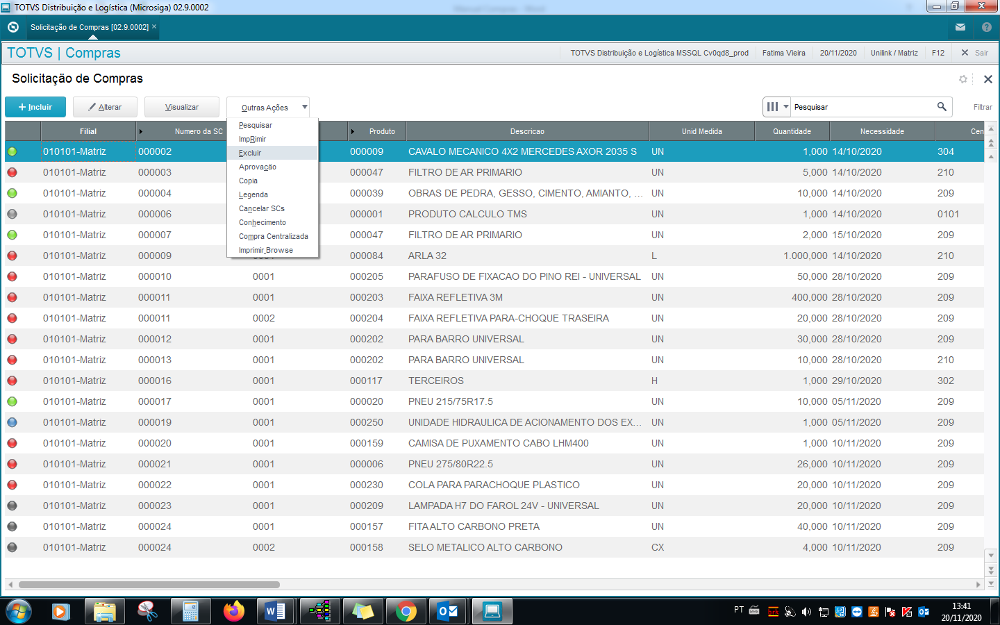 TOTVS Distribuição e Logística (Microsiga) 02.9.0002
Solicitação de Compras [02.9.0002]
TOTVS | Compras
TOTVS Distribuição e Logística MSSQL Cv0qd8_prod Fatima Vieira 20/11/2020 Unilink / Matriz F12 Sair
Solicitação de Compras
+ Incluir Alterar Visualizar Outras Ações Pesquisar Filtrar
Pesquisar
ImpRimir
Excluir
Aprovação
Copia
Legenda
Cancelar SCs
Conhecimento
Compra Centralizada
Imprimir Browse
Filial Numero da SC Produto Descricao Unid Medida Quantidade Necessidade Cen
010101-Matriz 000002 000009 CAVALO MECANICO 4X2 MERCEDES AXOR 2035 S UN 1,000 14/10/2020 304
010101-Matriz 000003 000047 FILTRO DE AR PRIMARIO UN 5,000 14/10/2020 210
010101-Matriz 000004 000039 OBRAS DE PEDRA, GESSO, CIMENTO, AMIANTO, ... UN 10,000 14/10/2020 209
010101-Matriz 000006 000001 PRODUTO CALCULO TMS UN 1,000 14/10/2020 0101
010101-Matriz 000007 000047 FILTRO DE AR PRIMARIO UN 2,000 15/10/2020 209
010101-Matriz 000009 0001 000084 ARLA 32 L 1.000,000 14/10/2020 210
010101-Matriz 000010 0001 000205 PARAFUSO DE FIXACAO DO PINO REI - UNIVERSAL UN 50,000 28/10/2020 209
010101-Matriz 000011 0001 000203 FAIXA REFLETIVA 3M UN 400,000 28/10/2020 209
010101-Matriz 000011 0002 000204 FAIXA REFLETIVA PARA-CHOQUE TRASEIRA UN 20,000 28/10/2020 209
010101-Matriz 000012 0001 000202 PARA BARRO UNIVERSAL UN 30,000 28/10/2020 209
010101-Matriz 000013 0001 000202 PARA BARRO UNIVERSAL UN 10,000 28/10/2020 210
010101-Matriz 000016 0001 000117 TERCEIROS H 1,000 29/10/2020 302
010101-Matriz 000017 0001 000020 PNEU 215/75R17.5 UN 10,000 05/11/2020 209
010101-Matriz 000019 0001 000250 UNIDADE HIDRAULICA DE ACIONAMENTO DOS EX... UN 1,000 05/11/2020 209
010101-Matriz 000020 0001 000159 CAMISA DE PUXAMENTO CABO LHM400 UN 1,000 10/11/2020 209
010101-Matriz 000021 0001 000006 PNEU 275/80R22.5 UN 26,000 10/11/2020 209
010101-Matriz 000022 0001 000230 COLA PARA PARACHOQUE PLASTICO UN 20,000 10/11/2020 209
010101-Matriz 000023 0001 000209 LAMPADA H7 DO FAROL 24V - UNIVERSAL UN 20,000 10/11/2020 209
010101-Matriz 000024 0001 000157 FITA ALTO CARBONO PRETA UN 40,000 10/11/2020 209
010101-Matriz 000024 0002 000158 SELO METALICO ALTO CARBONO CX 4,000 10/11/2020 209
PT 13:41
20/11/2020